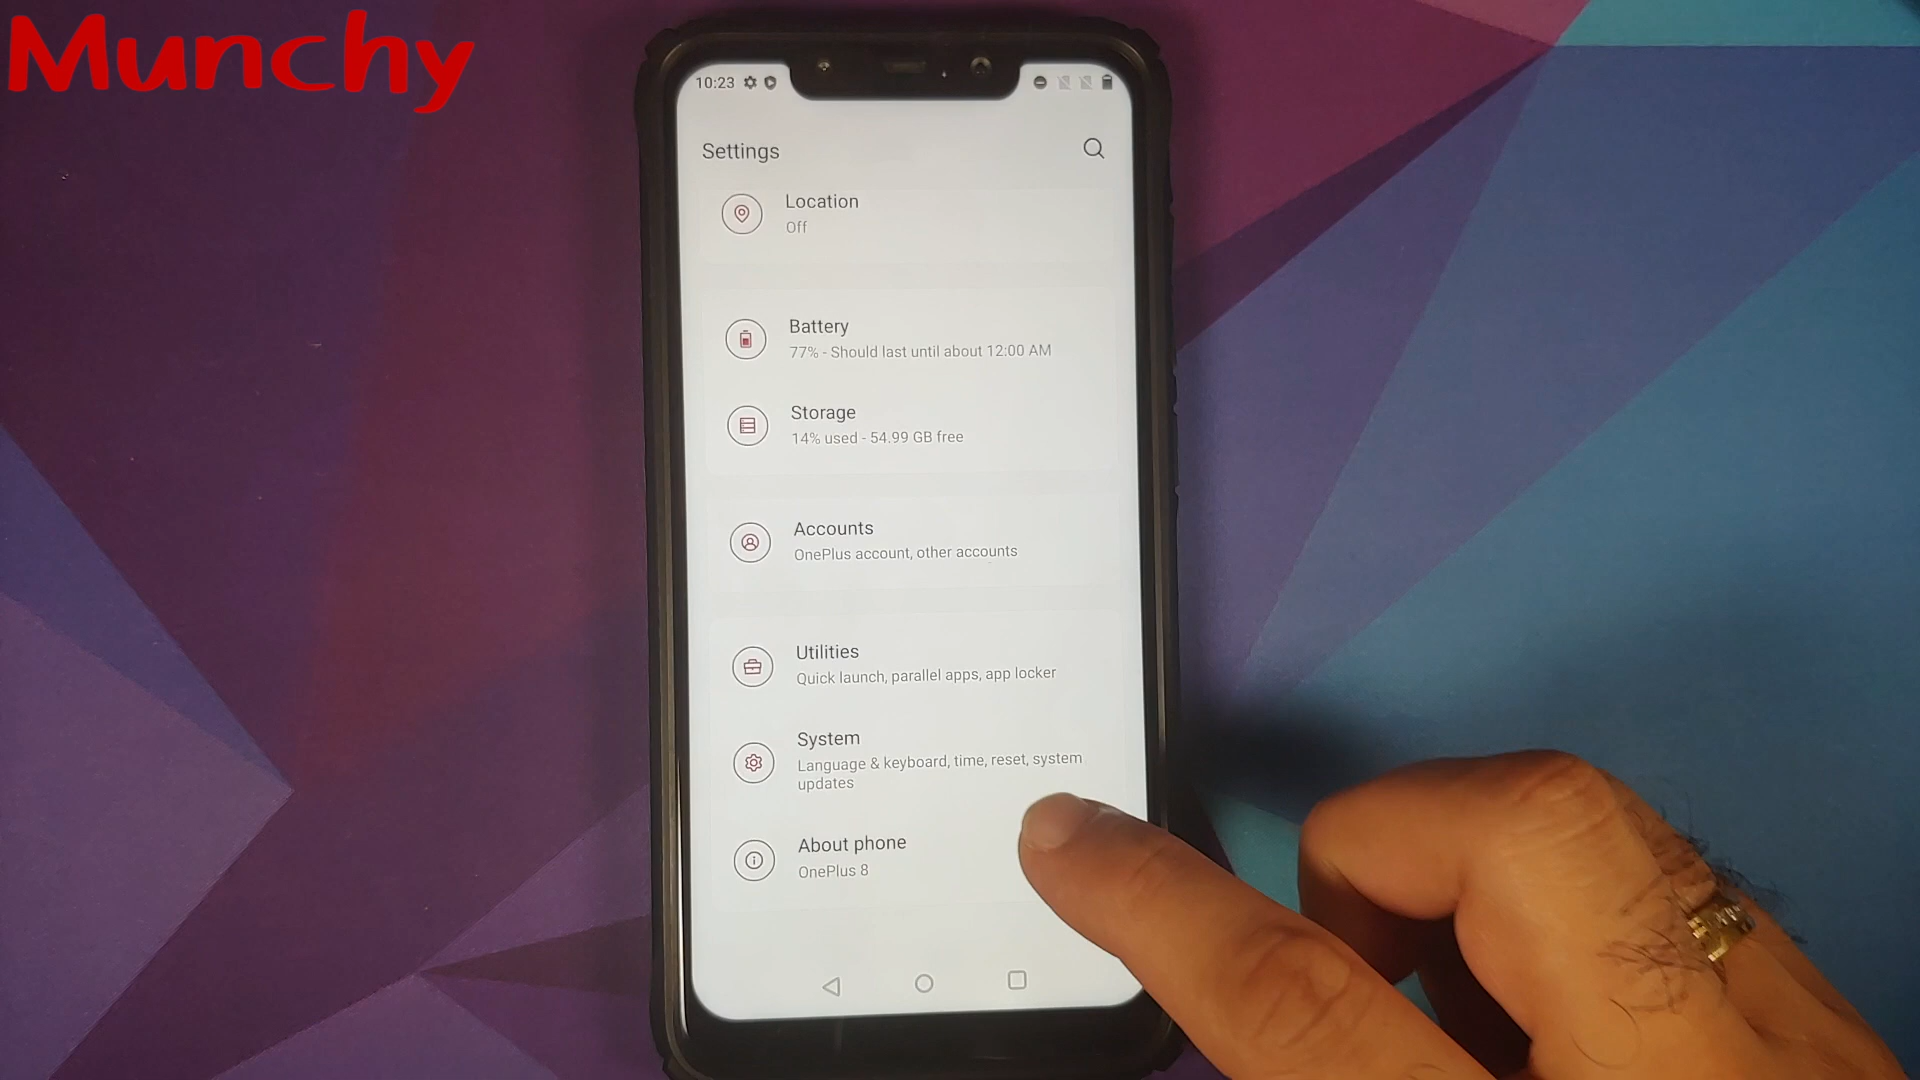 Munchy
10:23
Settings
Location
Off
Battery
77% - Should last until about 12:00 AM
Storage
14% used - 54.99 GB free
Accounts
OnePlus account, other accounts
Utilities
Quick launch, parallel apps, app locker
System
Language & keyboard, time, reset, system
updates
About phone
OnePlus 8